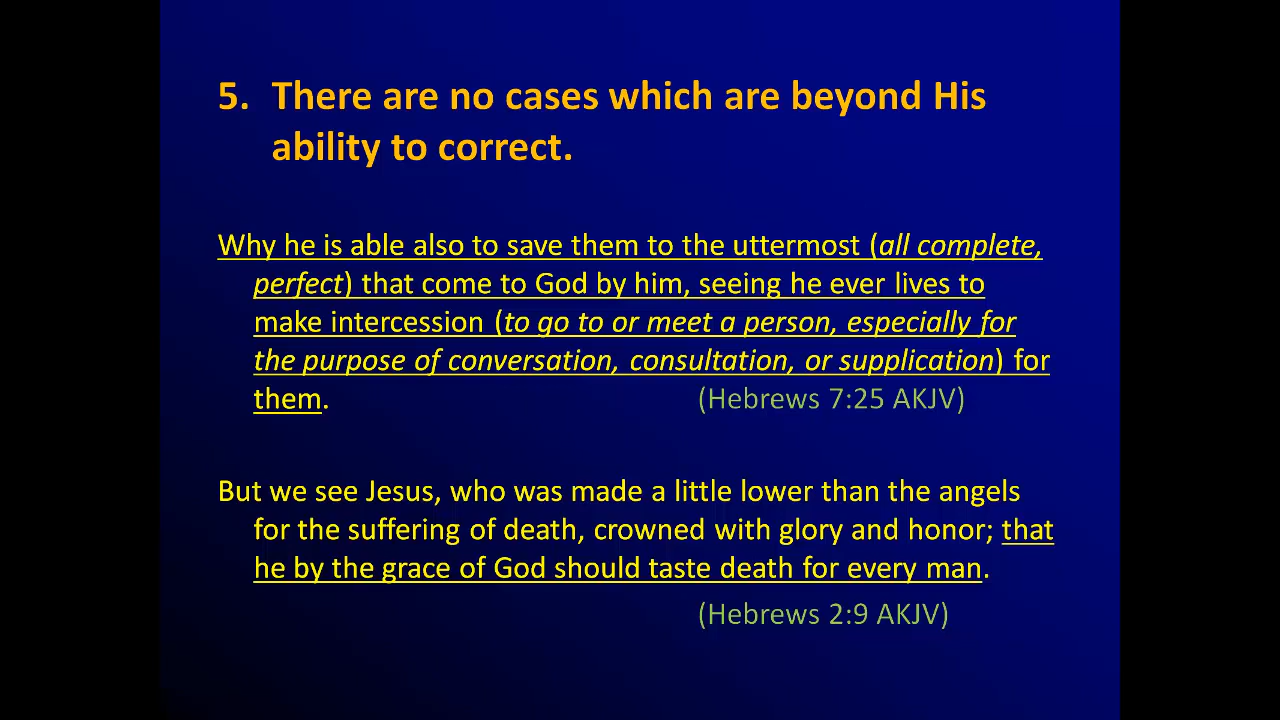 5. There are no cases which are beyond His
ability to correct.
Why he is able also to save them to the uttermost (all complete,
perfect) that come to God by him, seeing he ever lives to
make intercession (to go to or meet a person, especially for
the purpose of conversation, consultation, or supplication) for
them. (Hebrews 7:25 AKJV)
But we see Jesus, who was made a little lower than the angels
for the suffering of death, crowned with glory and honor; that
he by the grace of God should taste death for every man.
(Hebrews 2:9 AKJV)